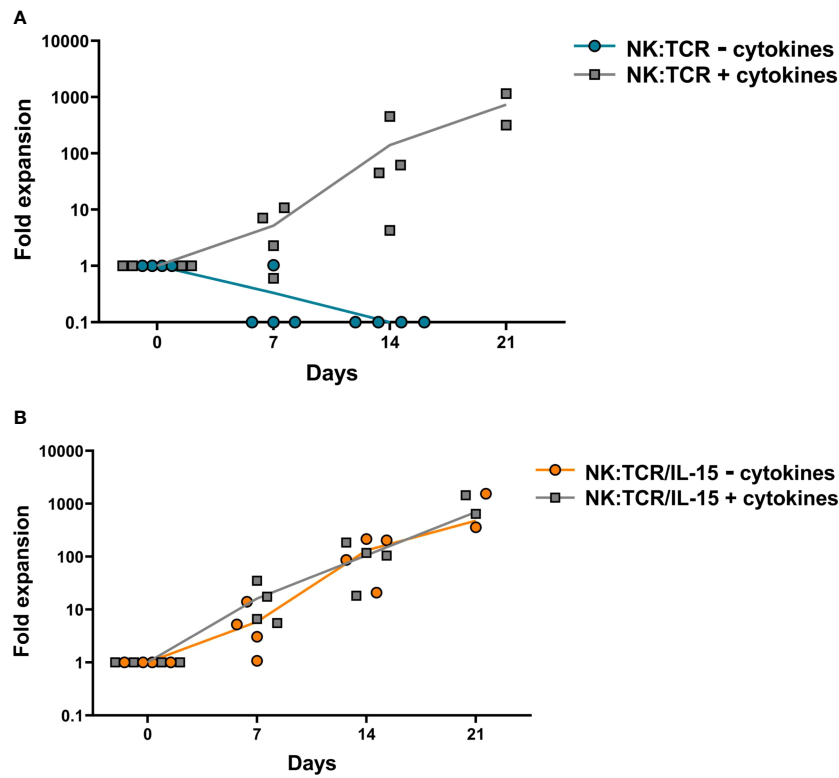 A
10000
1000
100
10
1
0.1
Fold expansion
0 7 14 21
Days
NK:TCR - cytokines
NK:TCR + cytokines
B
10000
1000
100
10
1
0.1
Fold expansion
0 7 14 21
Days
NK:TCR/IL-15 - cytokines
NK:TCR/IL-15 + cytokines